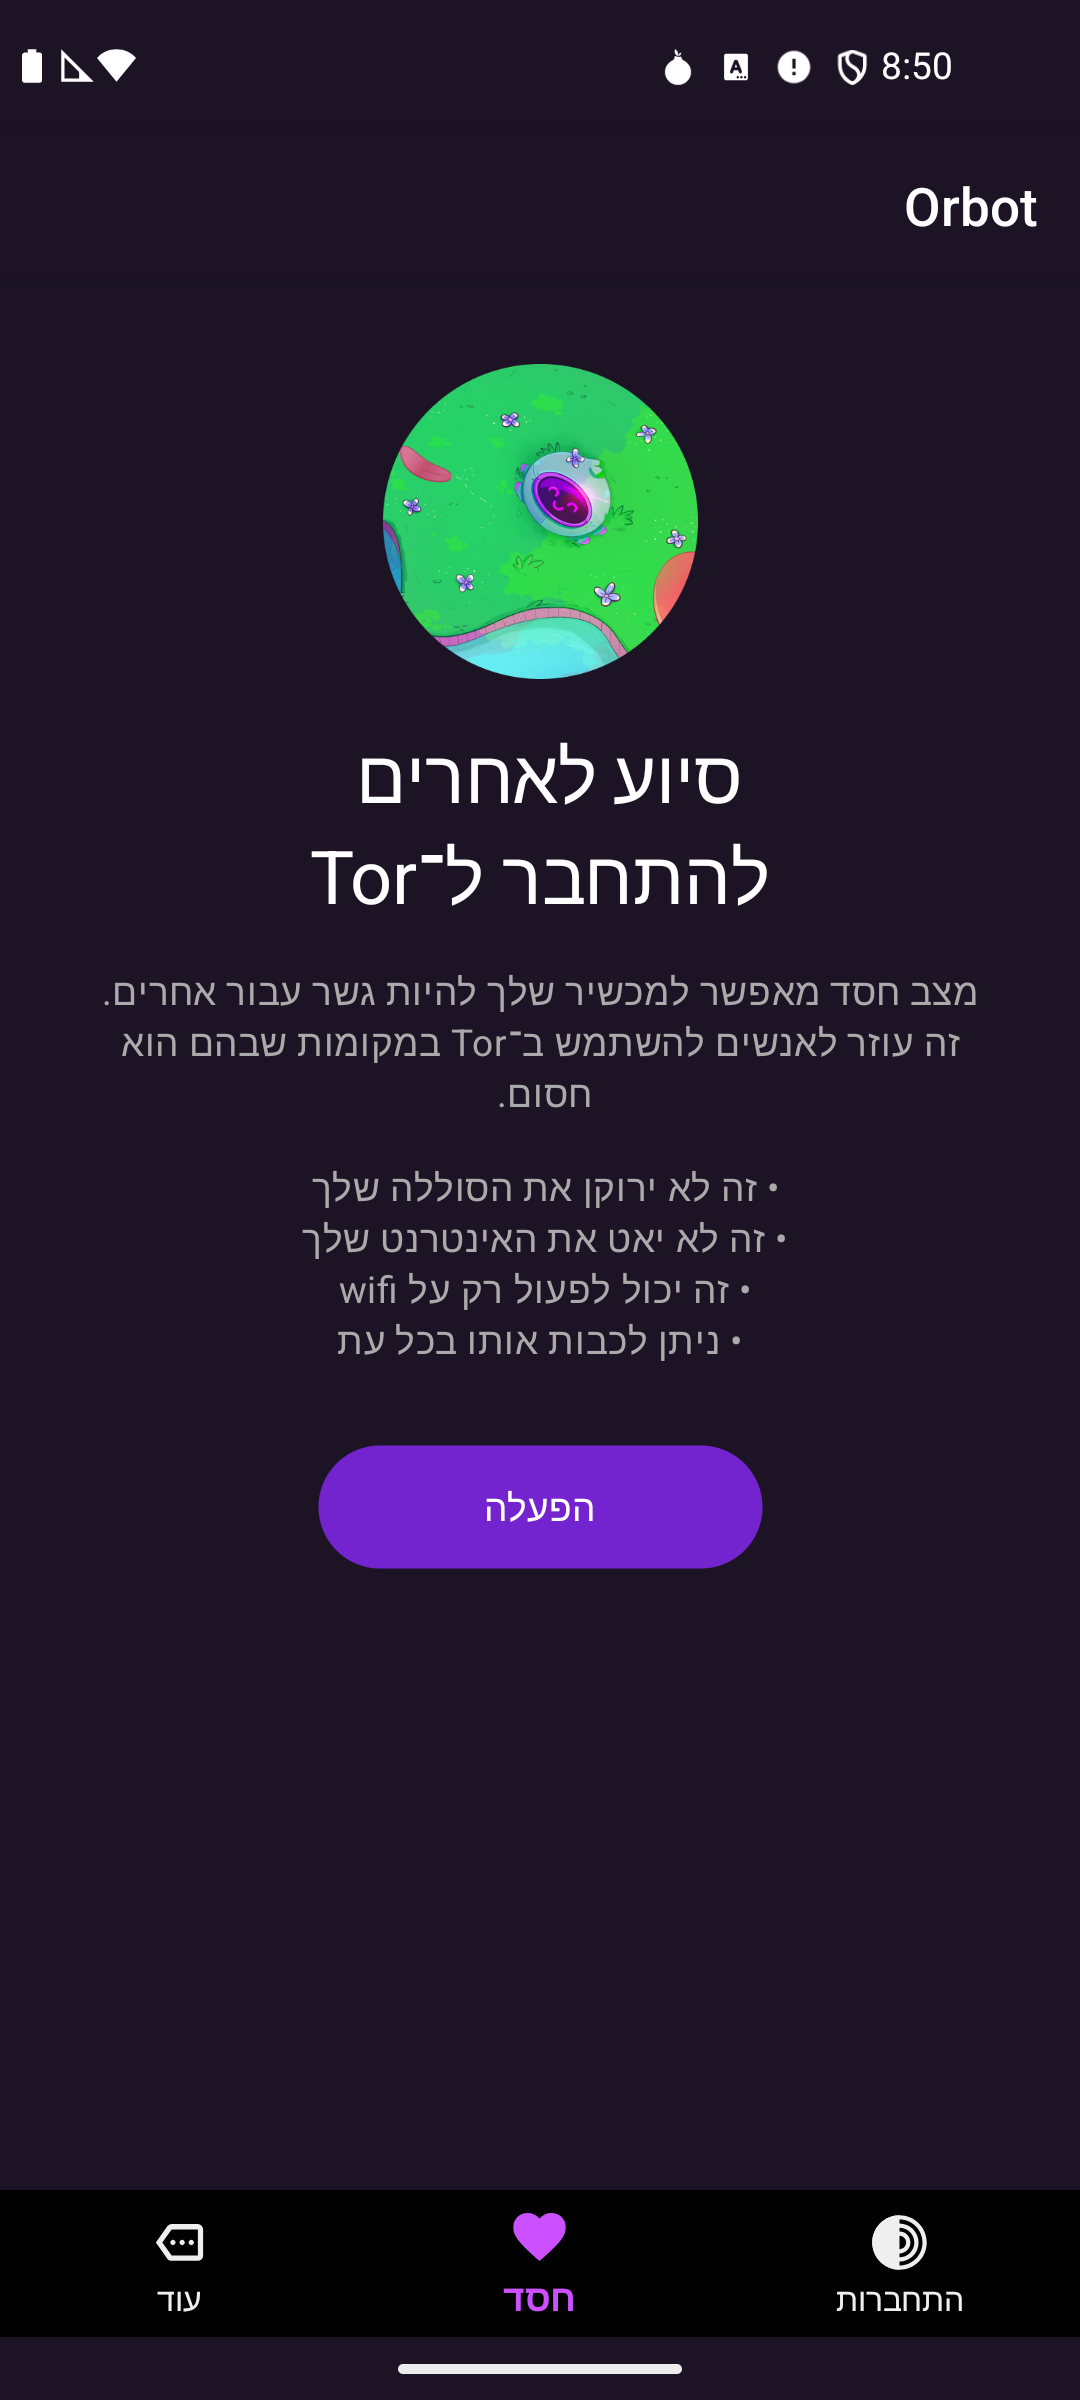 8:50
Orbot
סיוע לאחרים
להתחבר ל־Tor
מצב חסד מאפשר למכשיר שלך להיות גשר עבור אחרים.
זה עוזר לאנשים להשתמש ב־Tor במקומות שבהם הוא
חסום.
• זה לא ירוקן את הסוללה שלך
• זה לא יאט את האינטרנט שלך
• זה יכול לפעול רק על wifi
• ניתן לכבות אותו בכל עת
הפעלה
התחברות
חסד
עוד